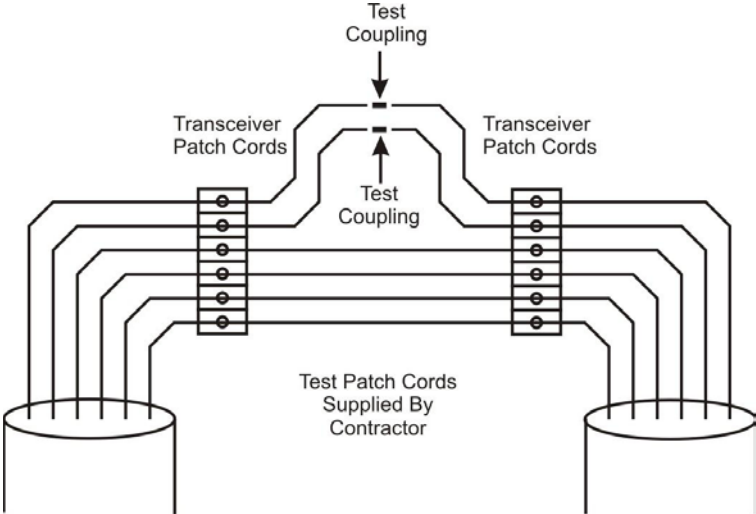 Test
Coupling
Transceiver
Patch Cords
Transceiver
Patch Cords
Test
Coupling
Test Patch Cords
Supplied By
Contractor